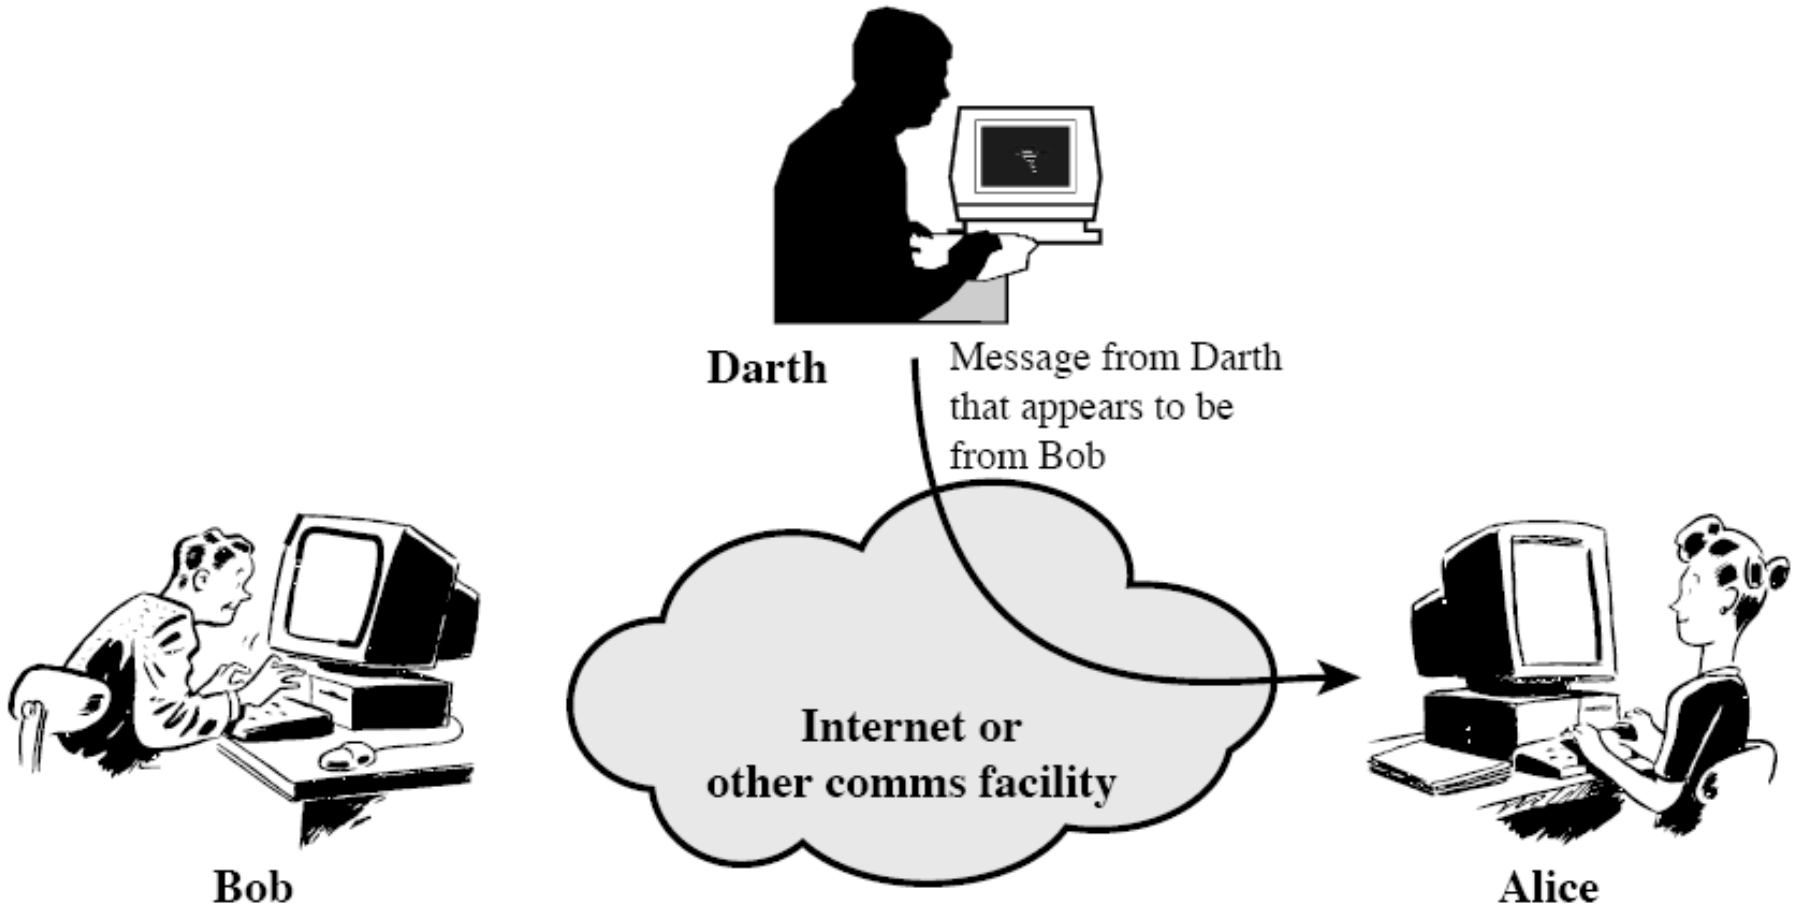 Darth
Message from Darth
that appears to be
from Bob
Internet or
other comms facility
Bob
Alice